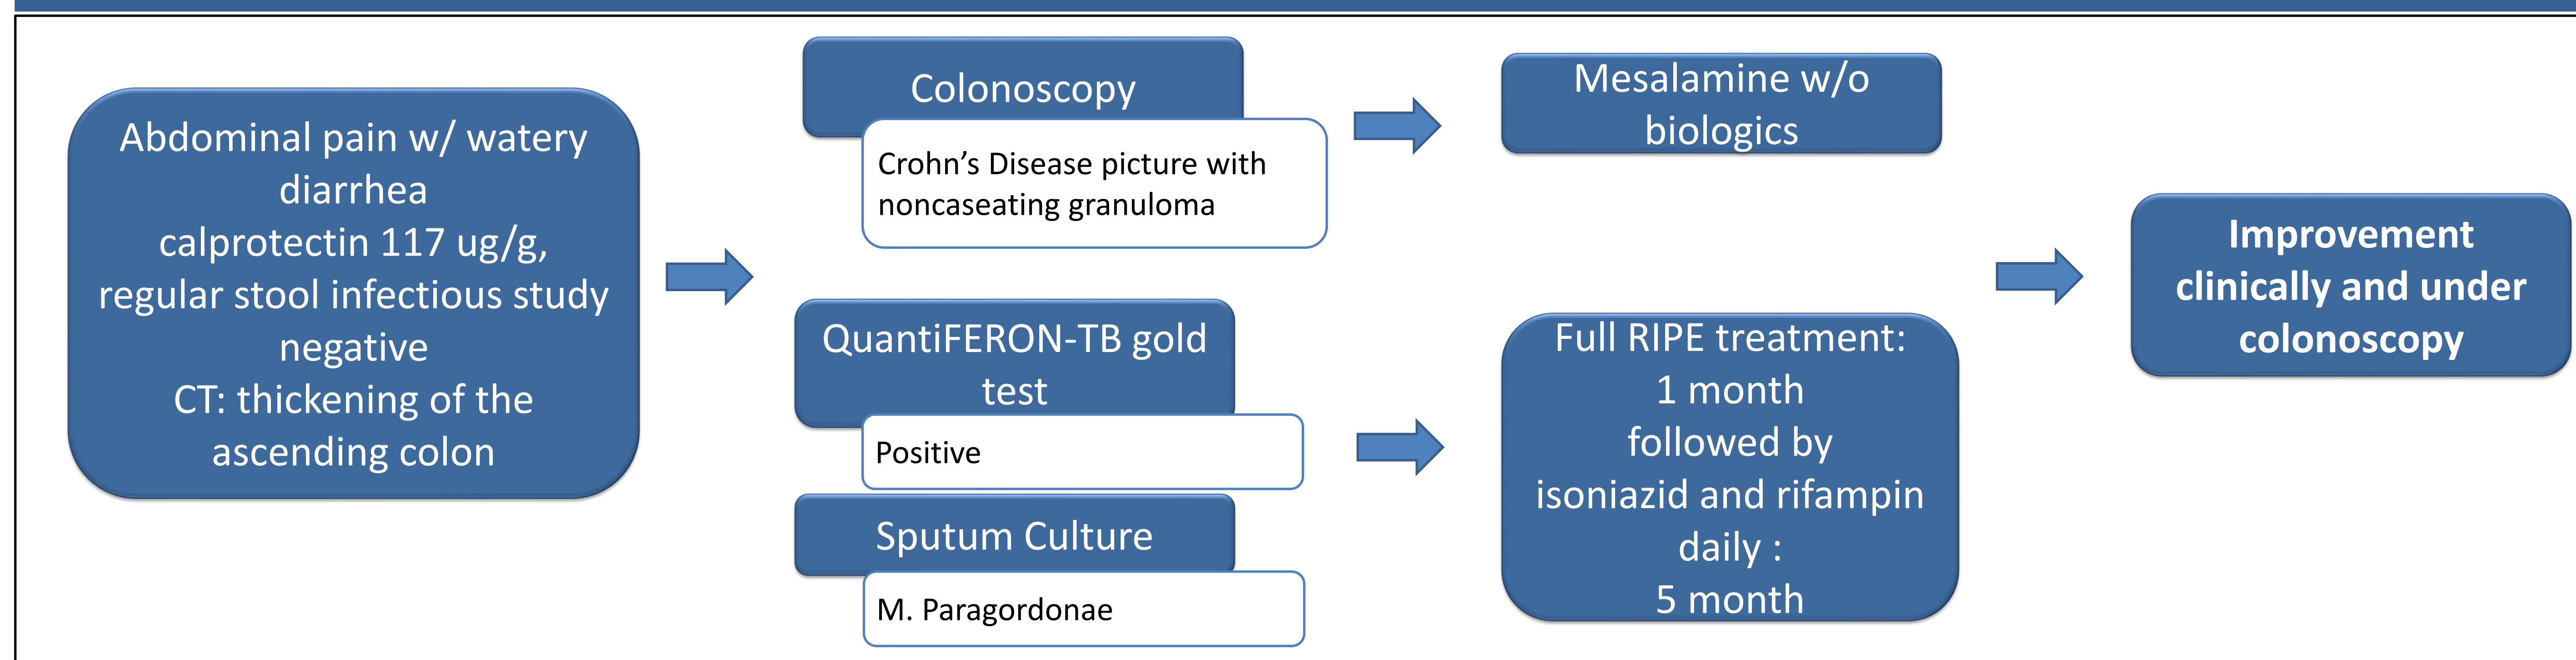 Abdominal pain w/ watery
diarrhea
calprotectin 117 ug/g,
regular stool infectious study
negative
CT: thickening of the
ascending colon
Colonoscopy
Crohn’s Disease picture with
noncaseating granuloma
QuantiFERON-TB gold
test
Positive
Sputum Culture
M. Paragordonae
Mesalamine w/o
biologics
Full RIPE treatment:
1 month
followed by
isoniazid and rifampin
daily :
5 month
Improvement
clinically and under
colonoscopy